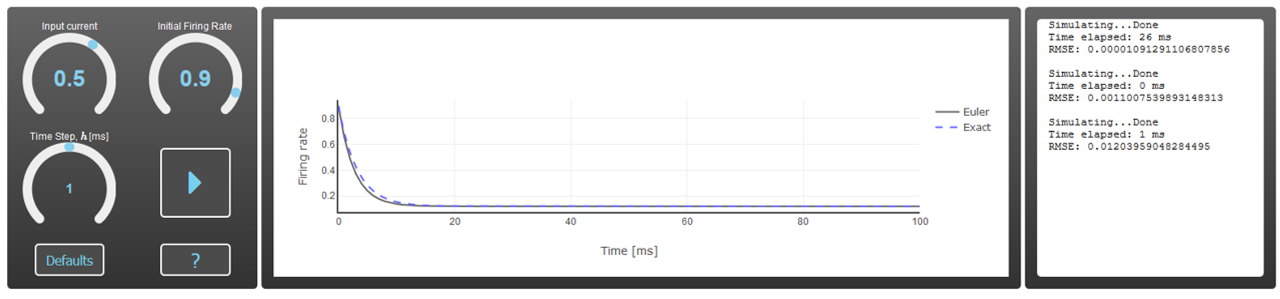 Input current
Initial Firing Rate
0.5
0.9
Time Step, h [ms]
1
Defaults
?
Firing rate
0.8
0.6
0.4
0.2
0
20
40
60
80
100
Time [ms]
Euler
Exact
Simulating...Done
Time elapsed: 26 ms
RMSE: 0.00010912911068078​56
Simulating...Done
Time elapsed: 0 ms
RMSE: 0.0011007539893148313
Simulating...Done
Time elapsed: 1 ms
RMSE: 0.01203959048284495